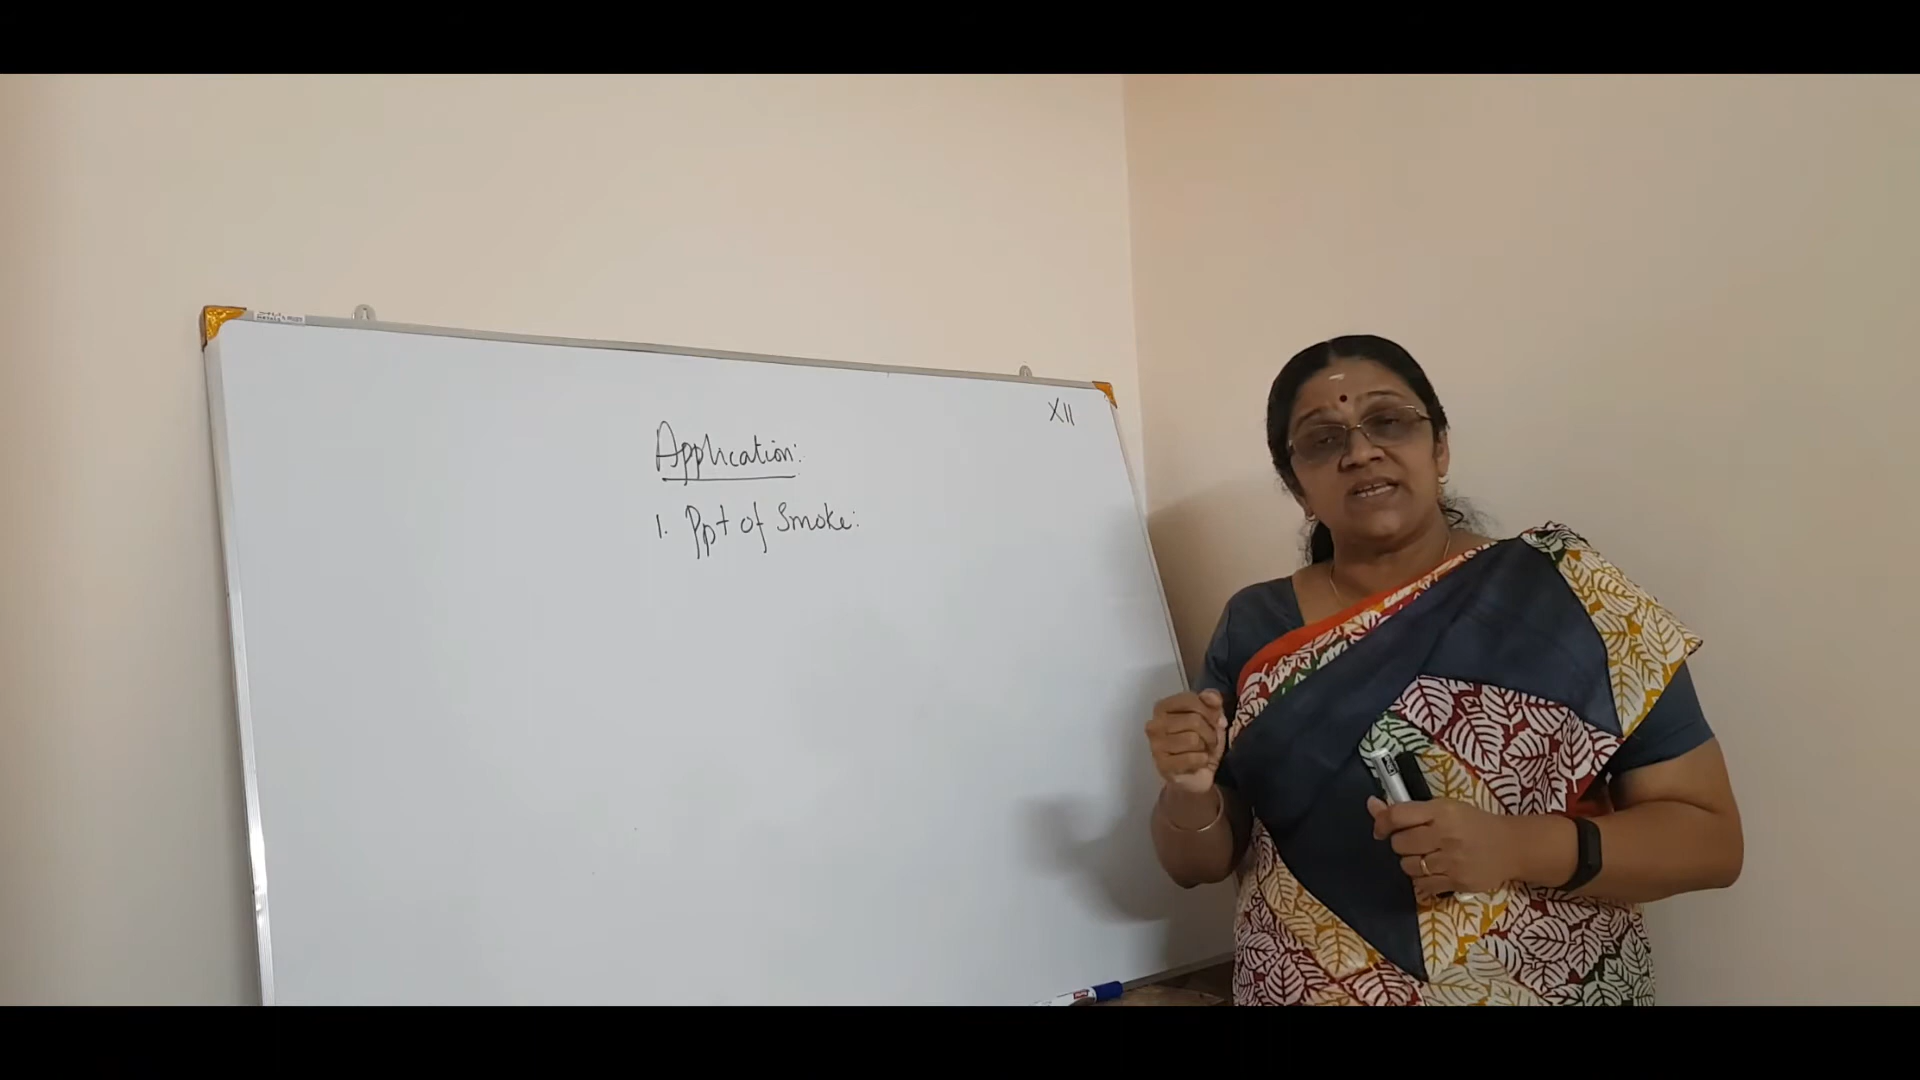 XII
Application:
1. Ppt of Smoke: